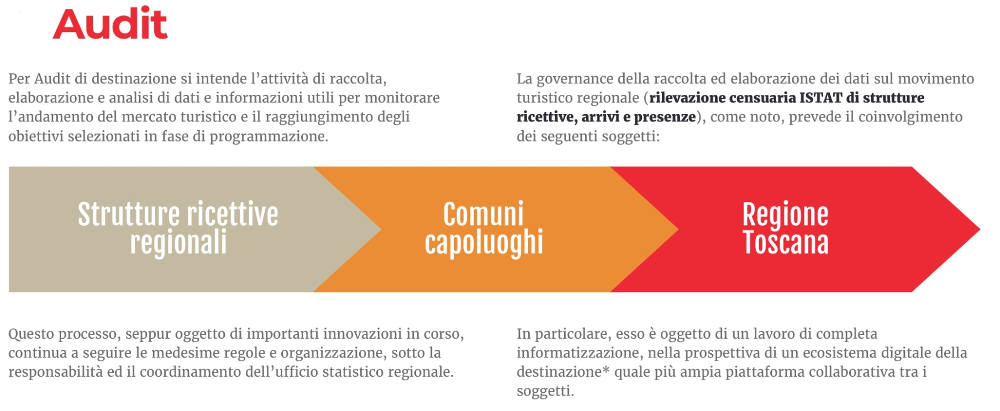 Audit
Per Audit di destinazione si intende l’attività di raccolta,
elaborazione e analisi di dati e informazioni utili per monitorare
l’andamento del mercato turistico e il raggiungimento degli
obiettivi selezionati in fase di programmazione.
La governance della raccolta ed elaborazione dei dati sul movimento
turistico regionale (rilevazione censuaria ISTAT di strutture
ricettive, arrivi e presenze), come noto, prevede il coinvolgimento
dei seguenti soggetti:
Strutture ricettive
regionali
Comuni
capoluoghi
Regione
Toscana
Questo processo, seppur oggetto di importanti innovazioni in corso,
continua a seguire le medesime regole e organizzazione, sotto la
responsabilità ed il coordinamento dell’ufficio statistico regionale.
In particolare, esso è oggetto di un lavoro di completa
informatizzazione, nella prospettiva di un ecosistema digitale della
destinazione* quale più ampia piattaforma collaborativa tra i
soggetti.